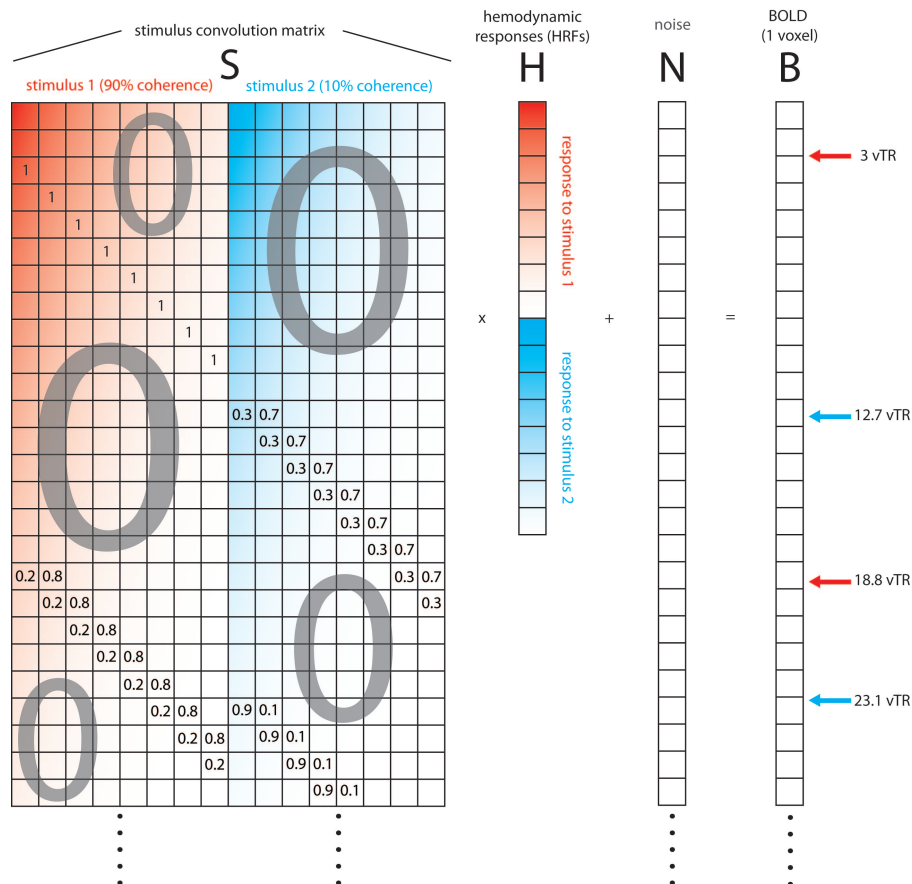 stimulus convolution matrix
S
stimulus 1 (90% coherence) stimulus 2 (10% coherence)
hemodynamic
responses (HRFs)
H
noise
N
BOLD
(1 voxel)
B
1
1
1
1
1
1
1
1
0
0
0
0
0
0.3 0.7
0.3 0.7
0.3 0.7
0.3 0.7
0.3 0.7
0.3 0.7
0.2 0.8 0.3 0.7
0.2 0.8 0.3
0.2 0.8
0.2 0.8
0.2 0.8
0.2 0.8 0.9 0.1
0.2 0.8 0.9 0.1
0.2 0.9 0.1
0.9 0.1
x
response to stimulus 1
response to stimulus 2
+
=
3 vTR
12.7 vTR
18.8 vTR
23.1 vTR